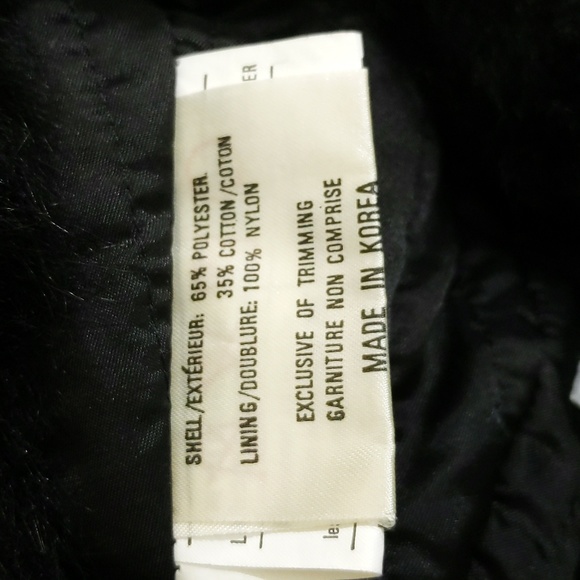 SHELL/EXTÉRIEUR: 65% POLYESTER
35% COTTON/COTON
LINING/DOUBLURE: 100% NYLON
EXCLUSIVE OF TRIMMING
GARNITURE NON COMPRISE
MADE IN KOREA